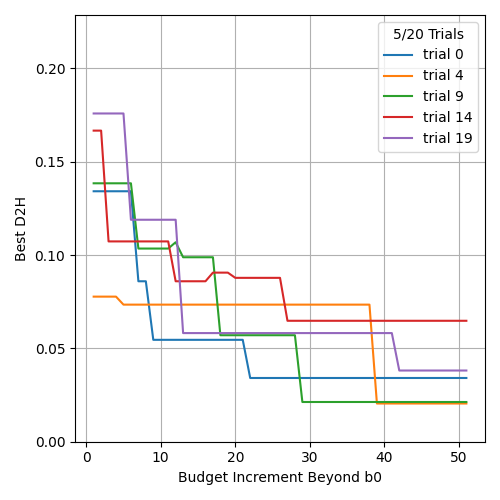 5/20 Trials
trial 0
trial 4
trial 9
trial 14
trial 19
0.20
0.15
0.10
0.05
0.00
Best D2H
0 10 20 30 40 50
Budget Increment Beyond b0